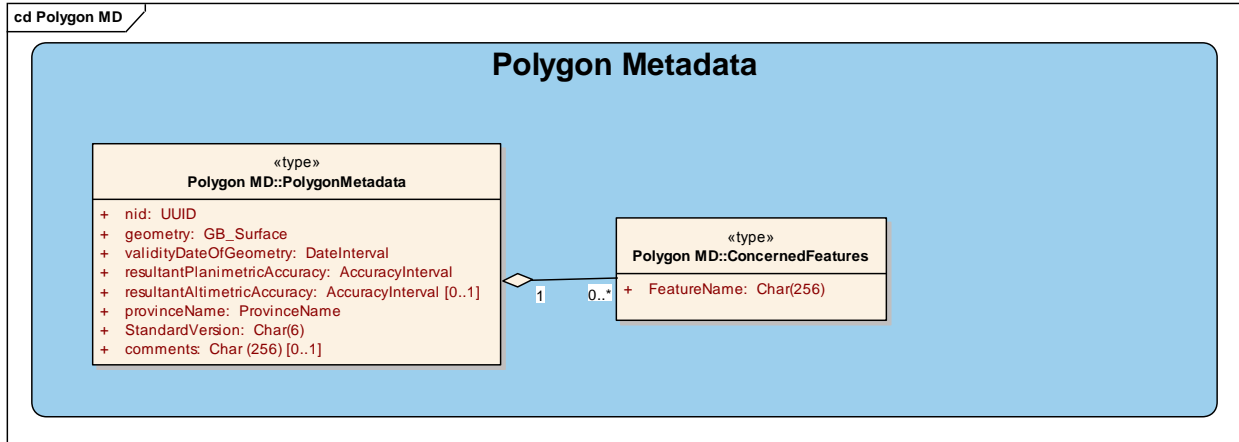 cd Polygon MD
Polygon Metadata
«type»
Polygon MD::PolygonMetadata
+ nid: UUID
+ geometry: GB_Surface
+ validityDateOfGeometry: DateInterval
+ resultantPlanimetricAccuracy: AccuracyInterval
+ resultantAltimetricAccuracy: AccuracyInterval [0..1]
+ provinceName: ProvinceName
+ StandardVersion: Char(6)
+ comments: Char (256) [0..1]
1
0..*
«type»
Polygon MD::ConcernedFeatures
+ FeatureName: Char(256)